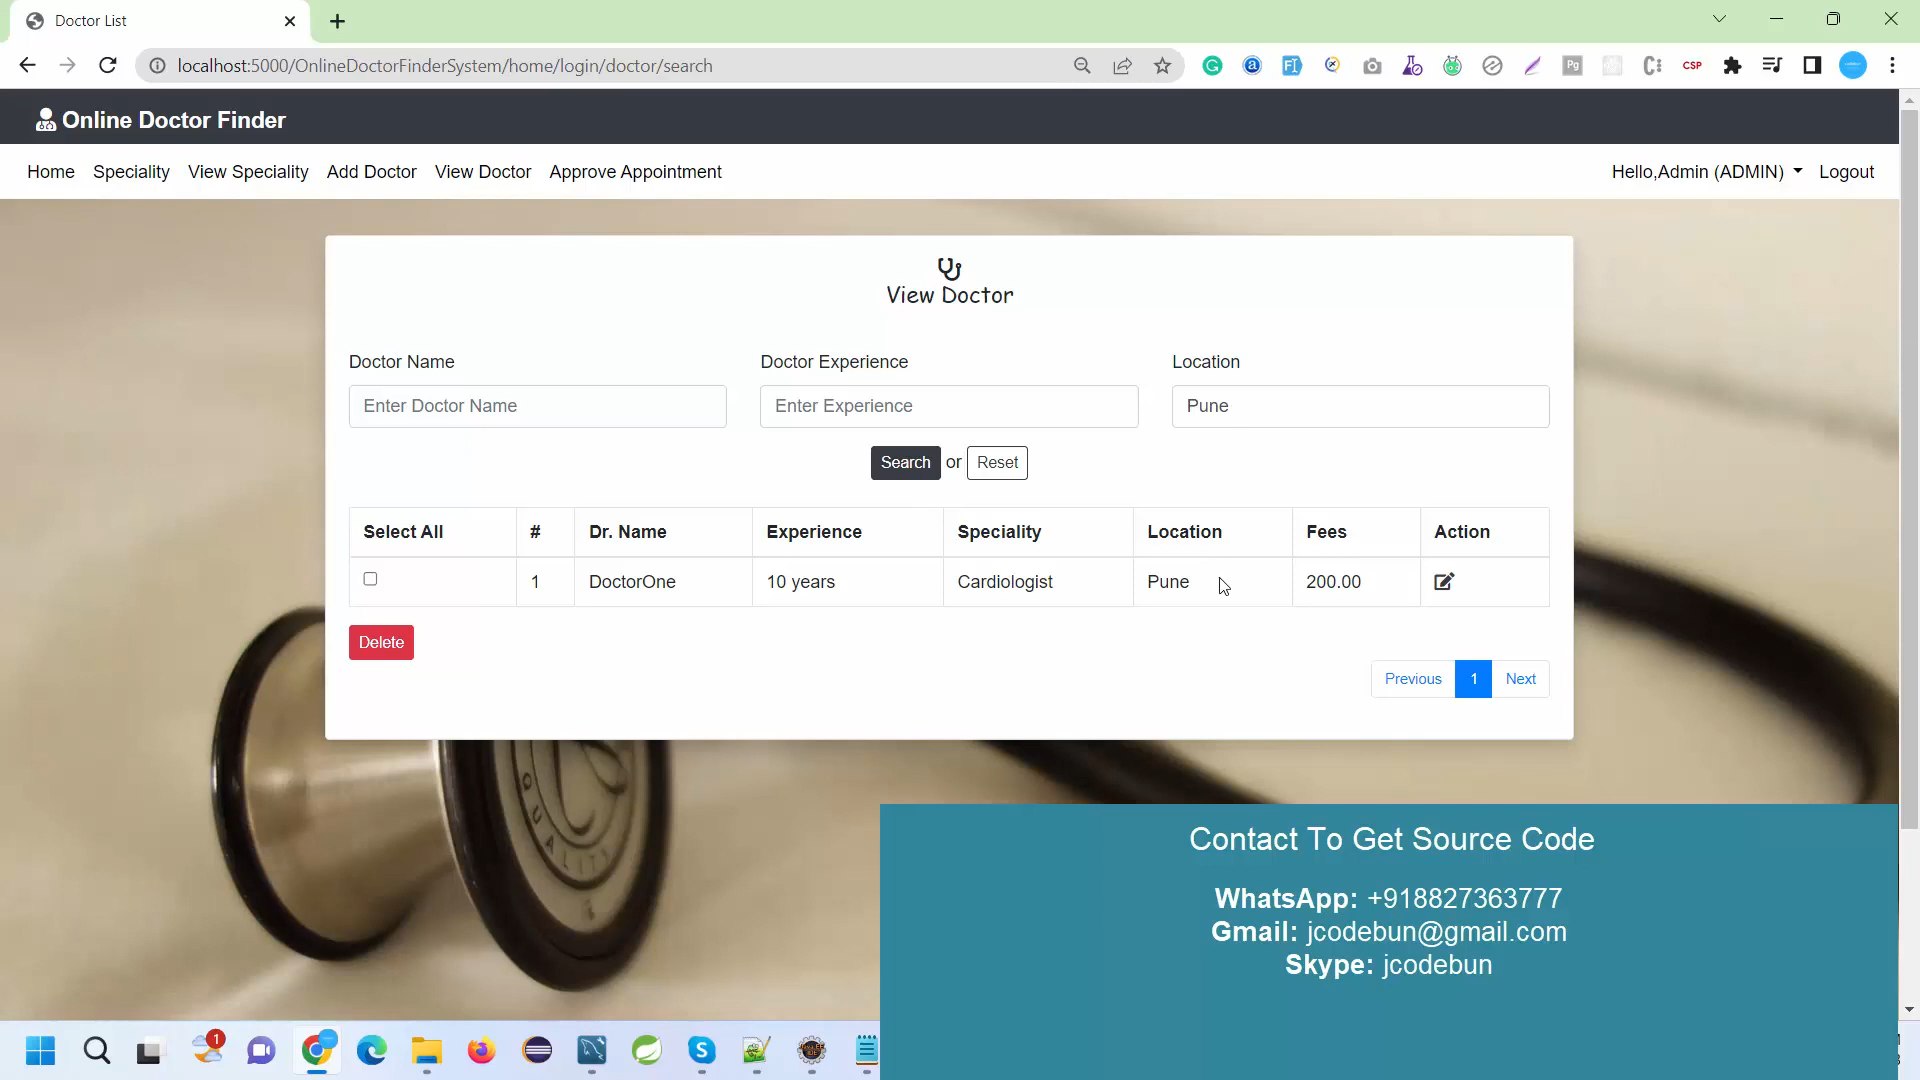 Doctor List
localhost:5000/OnlineDoctorFinderSystem/home/login/doctor/search
Online Doctor Finder
Home Speciality View Speciality Add Doctor View Doctor Approve Appointment Hello,Admin (ADMIN) Logout
View Doctor
Doctor Name Doctor Experience Location
Enter Doctor Name Enter Experience Pune
Search or Reset
Select All # Dr. Name Experience Speciality Location Fees Action
1 DoctorOne 10 years Cardiologist Pune 200.00
Delete
Previous 1 Next
QUALITY
Contact To Get Source Code
WhatsApp: +918827363777
Gmail: jcodebun@gmail.com
Skype: jcodebun